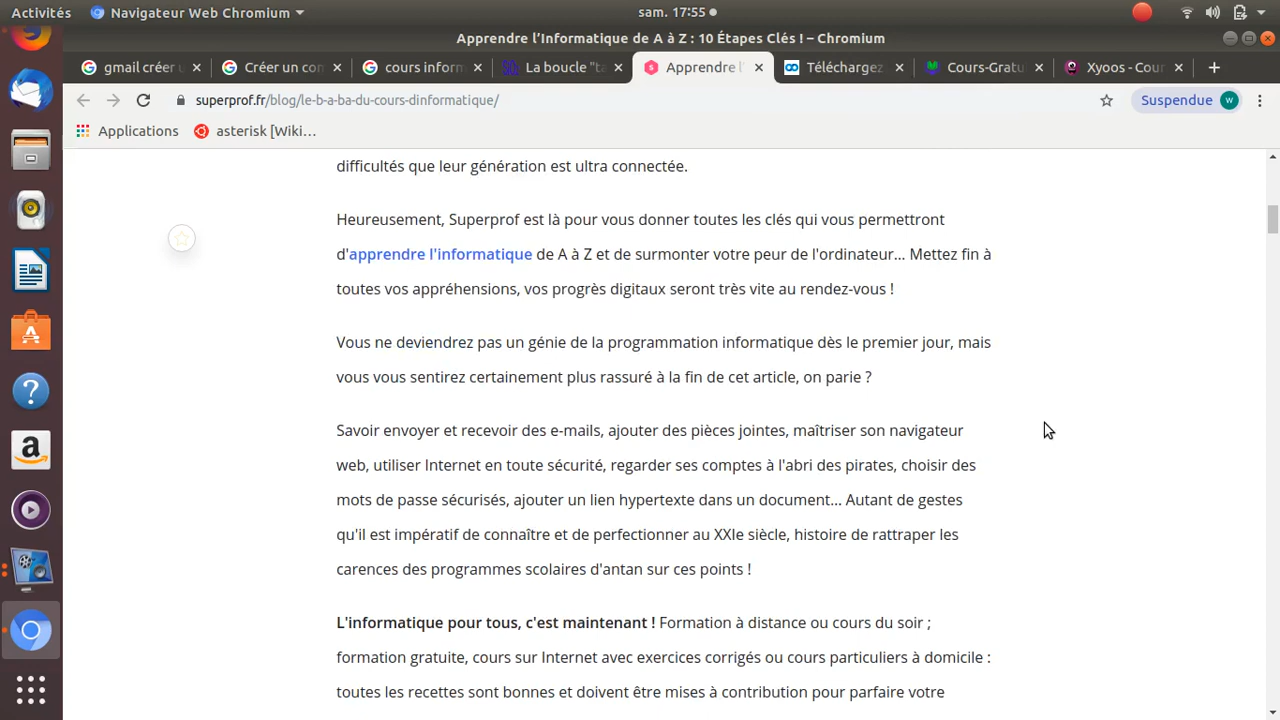 Activités
Navigateur Web Chromium
sam. 17:55
Apprendre l'Informatique de A à Z : 10 Étapes Clés ! – Chromium
gmail créer
Créer un con
cours inform
La boucle "ta
Apprendre l'
Téléchargez
Cours-Gratu
Xyoos - Cour
superprof.fr/blog/le-b-a-ba-du-cours-dinformatique/
Suspendue
W
Applications
asterisk [Wiki...
difficultés que leur génération est ultra connectée.
Heureusement, Superprof est là pour vous donner toutes les clés qui vous permettront
d'apprendre l'informatique de A à Z et de surmonter votre peur de l'ordinateur... Mettez fin à
toutes vos appréhensions, vos progrès digitaux seront très vite au rendez-vous !
Vous ne deviendrez pas un génie de la programmation informatique dès le premier jour, mais
vous vous sentirez certainement plus rassuré à la fin de cet article, on parie ?
Savoir envoyer et recevoir des e-mails, ajouter des pièces jointes, maîtriser son navigateur
web, utiliser Internet en toute sécurité, regarder ses comptes à l'abri des pirates, choisir des
mots de passe sécurisés, ajouter un lien hypertexte dans un document... Autant de gestes
qu'il est impératif de connaître et de perfectionner au XXIe siècle, histoire de rattraper les
carences des programmes scolaires d'antan sur ces points !
L'informatique pour tous, c'est maintenant ! Formation à distance ou cours du soir ;
formation gratuite, cours sur Internet avec exercices corrigés ou cours particuliers à domicile :
toutes les recettes sont bonnes et doivent être mises à contribution pour parfaire votre